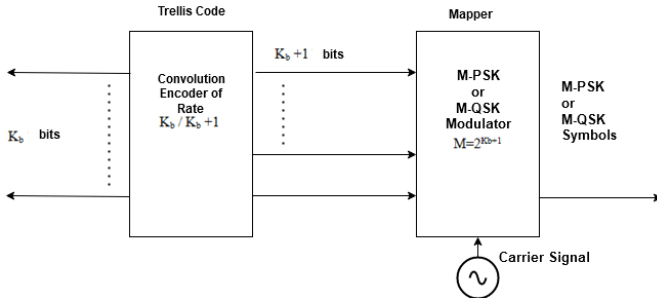 Trellis Code
Mapper
K_b +1 bits
Convolution
Encoder of
Rate
K_b / K_b +1
K_b bits
M-PSK
or
M-QSK
Modulator
M=2^{Kb+1}
M-PSK
or
M-QSK
Symbols
Carrier Signal